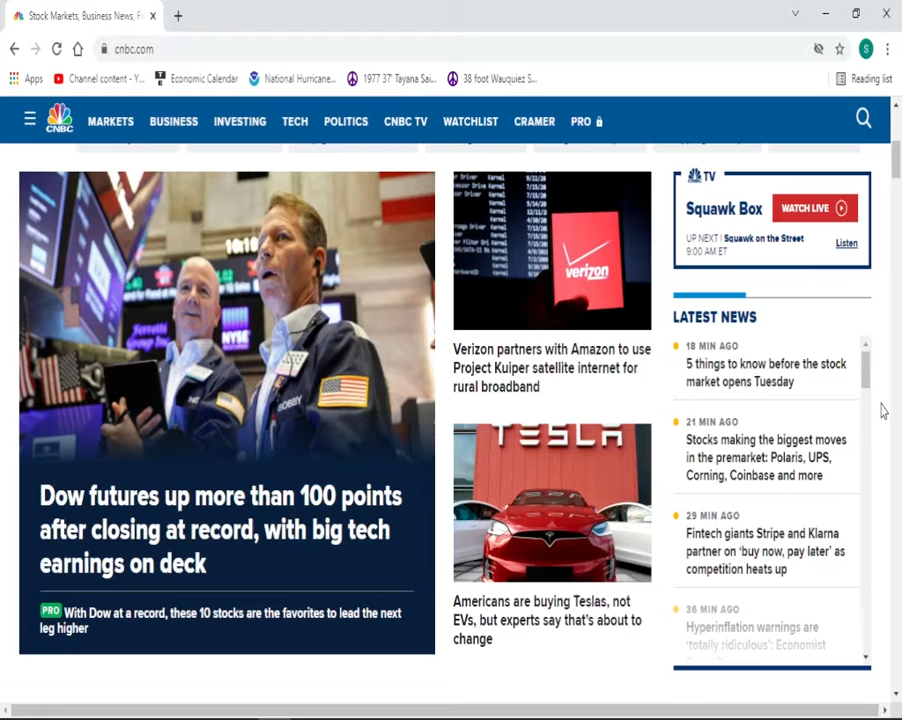 Stock Markets, Business News, F
cnbc.com
Apps
Channel content - Y...
Economic Calendar
National Hurricane...
1977 37' Tayana Sai...
38 foot Wauquiez S...
Reading list
CNBC
MARKETS
BUSINESS
INVESTING
TECH
POLITICS
CNBC TV
WATCHLIST
CRAMER
PRO
NYSE
BOBBY
Dow futures up more than 100 points
after closing at record, with big tech
earnings on deck
PRO With Dow at a record, these 10 stocks are the favorites to lead the next
leg higher
verizon
Verizon partners with Amazon to use
Project Kuiper satellite internet for
rural broadband
TESLA
Americans are buying Teslas, not
EVs, but experts say that's about to
change
TV
Squawk Box
WATCH LIVE
UP NEXT | Squawk on the Street
9:00 AM ET
Listen
LATEST NEWS
18 MIN AGO
5 things to know before the stock
market opens Tuesday
21 MIN AGO
Stocks making the biggest moves
in the premarket: Polaris, UPS,
Corning, Coinbase and more
29 MIN AGO
Fintech giants Stripe and Klarna
partner on 'buy now, pay later' as
competition heats up
36 MIN AGO
Hyperinflation warnings are
'totally ridiculous': Economist